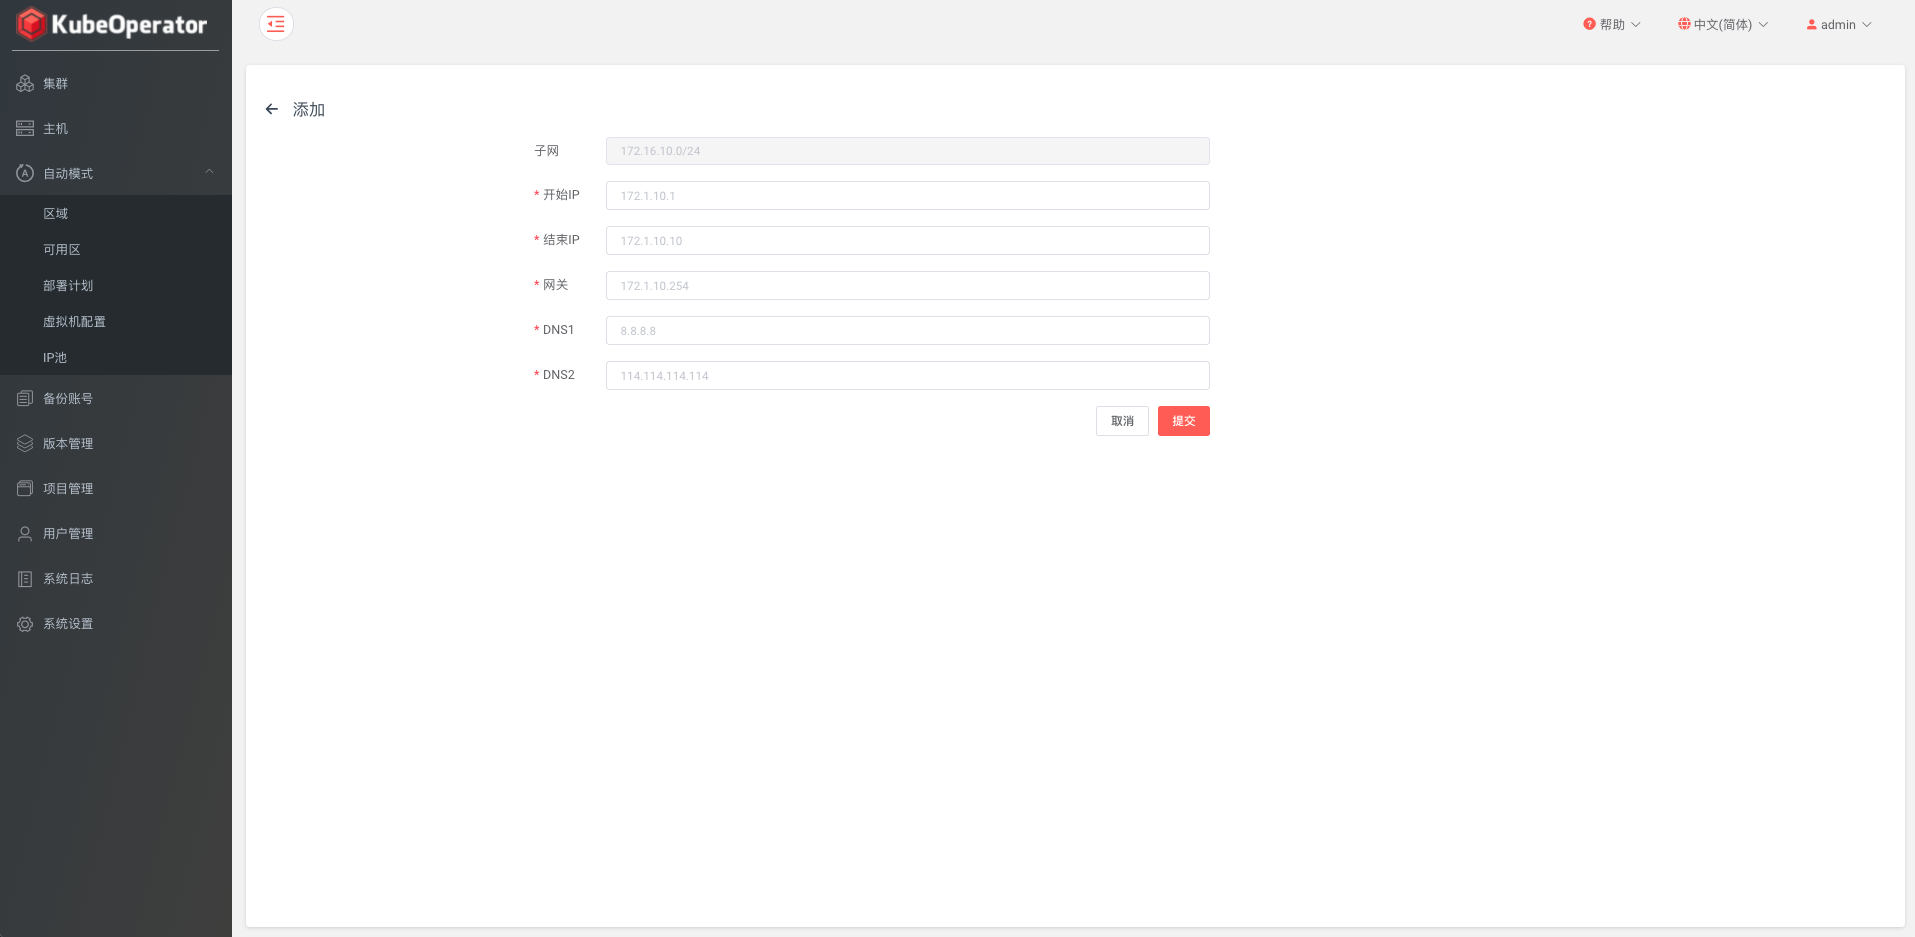 KubeOperator
帮助
中文(简体)
admin
集群
主机
自动模式
区域
可用区
部署计划
虚拟机配置
IP池
备份账号
版本管理
项目管理
用户管理
系统日志
系统设置
添加
子网 172.16.10.0/24
* 开始IP 172.1.10.1
* 结束IP 172.1.10.10
* 网关 172.1.10.254
* DNS1 8.8.8.8
* DNS2 114.114.114.114
取消 提交